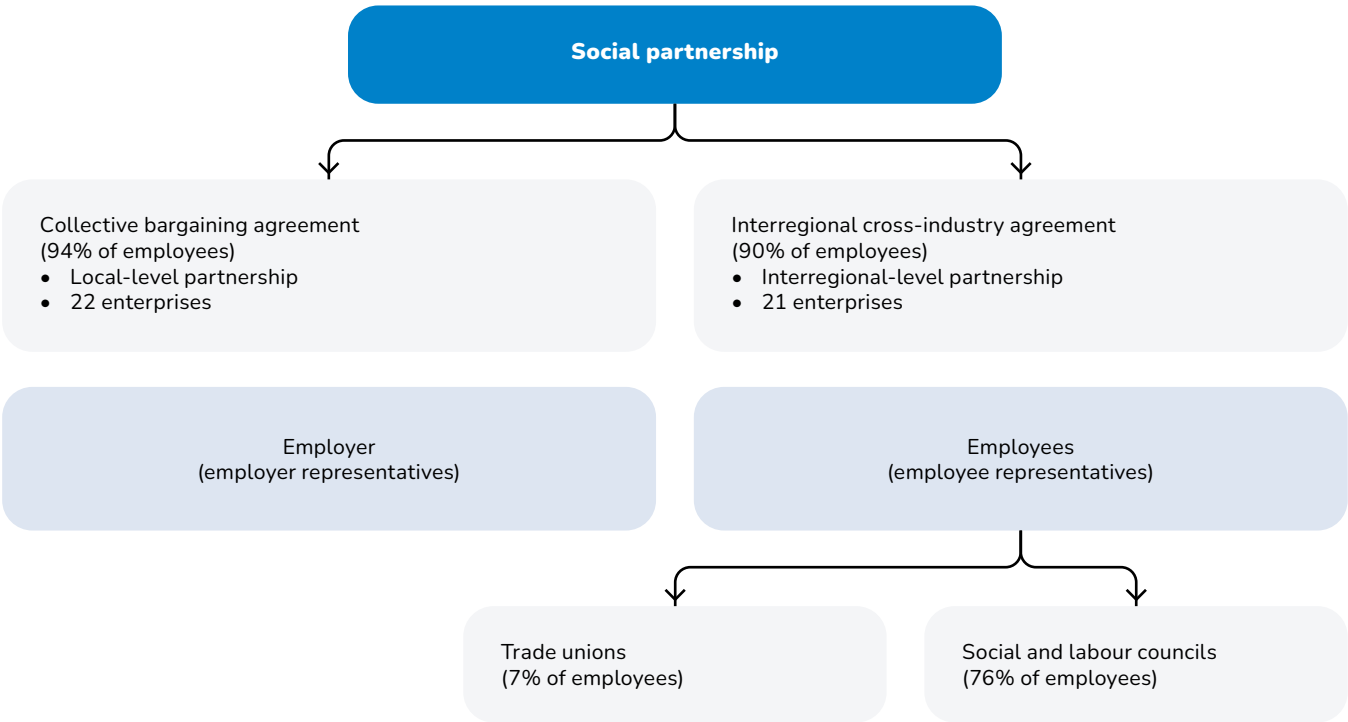 Social partnership
Collective bargaining agreement
(94% of employees)
• Local-level partnership
• 22 enterprises
Interregional cross-industry agreement
(90% of employees)
• Interregional-level partnership
• 21 enterprises
Employer
(employer representatives)
Employees
(employee representatives)
Trade unions
(7% of employees)
Social and labour councils
(76% of employees)